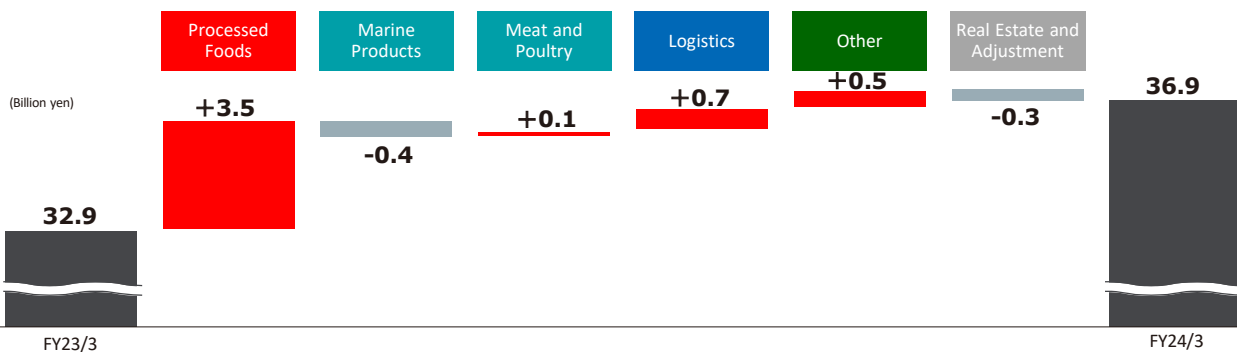 Processed
Foods
Marine
Products
Meat and
Poultry
Logistics
Other
Real Estate and
Adjustment
(Billion yen)
32.9
+3.5
-0.4
+0.1
+0.7
+0.5
-0.3
36.9
FY23/3
FY24/3